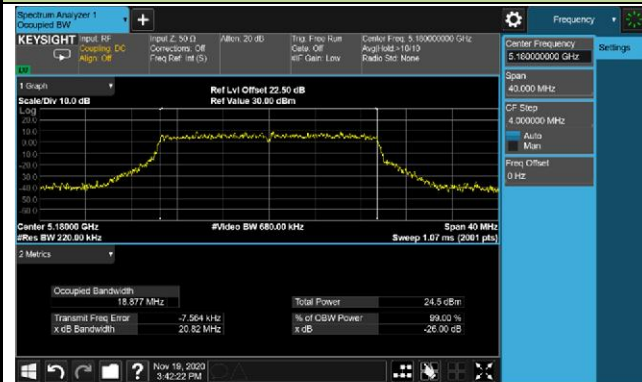 Spectrum Analyzer 1
Occupied BW
+
Frequency
KEYSIGHT
Input: RF
Coupling: DC
Align: Off
Input Z: 50 Ω
Corrections: Off
Freq Ref: Int (S)
Atten: 20 dB
Trig: Free Run
Gate: Off
#IF Gain: Low
Center Freq: 5.180000000 GHz
Avg|Hold:>10/10
Radio Std: None
1 Graph
Scale/Div 10.0 dB
Ref Lvl Offset 22.50 dB
Ref Value 30.00 dBm
Log
20.0
10.0
0.00
-10.0
-20.0
-30.0
-40.0
-50.0
-60.0
Center 5.18000 GHz
#Res BW 220.00 kHz
#Video BW 680.00 kHz
Span 40 MHz
Sweep 1.07 ms (2001 pts)
2 Metrics
Occupied Bandwidth
18.877 MHz
Total Power
24.5 dBm
Transmit Freq Error
-7.564 kHz
% of OBW Power
99.00 %
x dB Bandwidth
20.82 MHz
x dB
-26.00 dB
Center Frequency
5.180000000 GHz
Settings
Span
40.000 MHz
CF Step
4.000000 MHz
Auto
Man
Freq Offset
0 Hz
?
Nov 19, 2020
3:42:22 PM